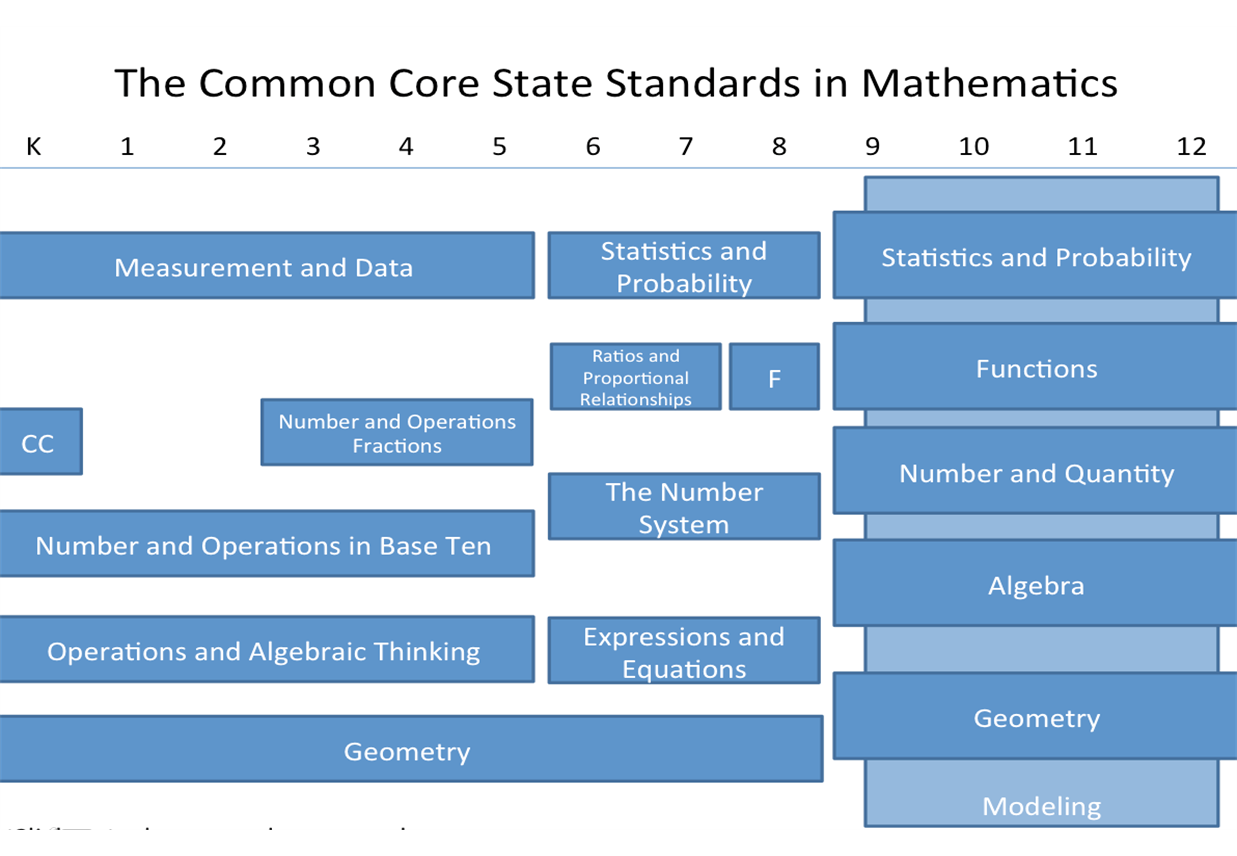 The Common Core State Standards in Mathematics
K 1 2 3 4 5 6 7 8 9 10 11 12
Measurement and Data
Statistics and
Probability
Statistics and Probability
Ratios and
Proportional
Relationships
F
Functions
CC
Number and Operations
Fractions
The Number
System
Number and Quantity
Number and Operations in Base Ten
Algebra
Operations and Algebraic Thinking
Expressions and
Equations
Geometry
Geometry
Modeling